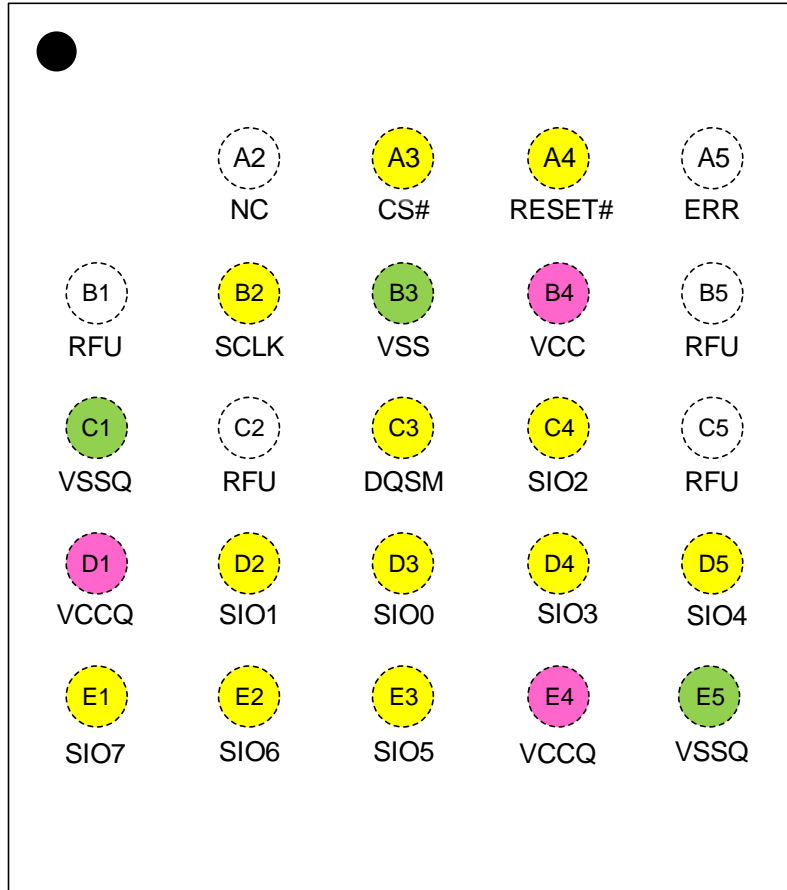 A2 A3 A4 A5
NC CS# RESET# ERR
B1 B2 B3 B4 B5
RFU SCLK VSS VCC RFU
C1 C2 C3 C4 C5
VSSQ RFU DQSM SIO2 RFU
D1 D2 D3 D4 D5
VCCQ SIO1 SIO0 SIO3 SIO4
E1 E2 E3 E4 E5
SIO7 SIO6 SIO5 VCCQ VSSQ